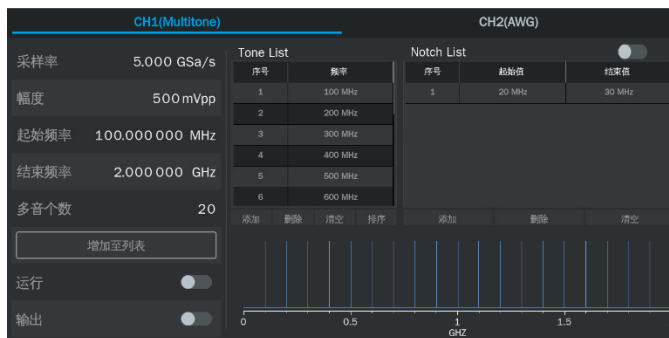 CH1(Multitone)
CH2(AWG)
采样率 5.000 GSa/s
幅度 500 mVpp
起始频率 100.000 000 MHz
结束频率 2.000 000 GHz
多音个数 20
增加至列表
运行
输出
Tone List
序号 频率
1 100 MHz
2 200 MHz
3 300 MHz
4 400 MHz
5 500 MHz
6 600 MHz
添加 删除 清空 排序
Notch List
序号 起始值 结束值
1 20 MHz 30 MHz
添加 删除 清空
0 0.5 1 1.5
GHZ